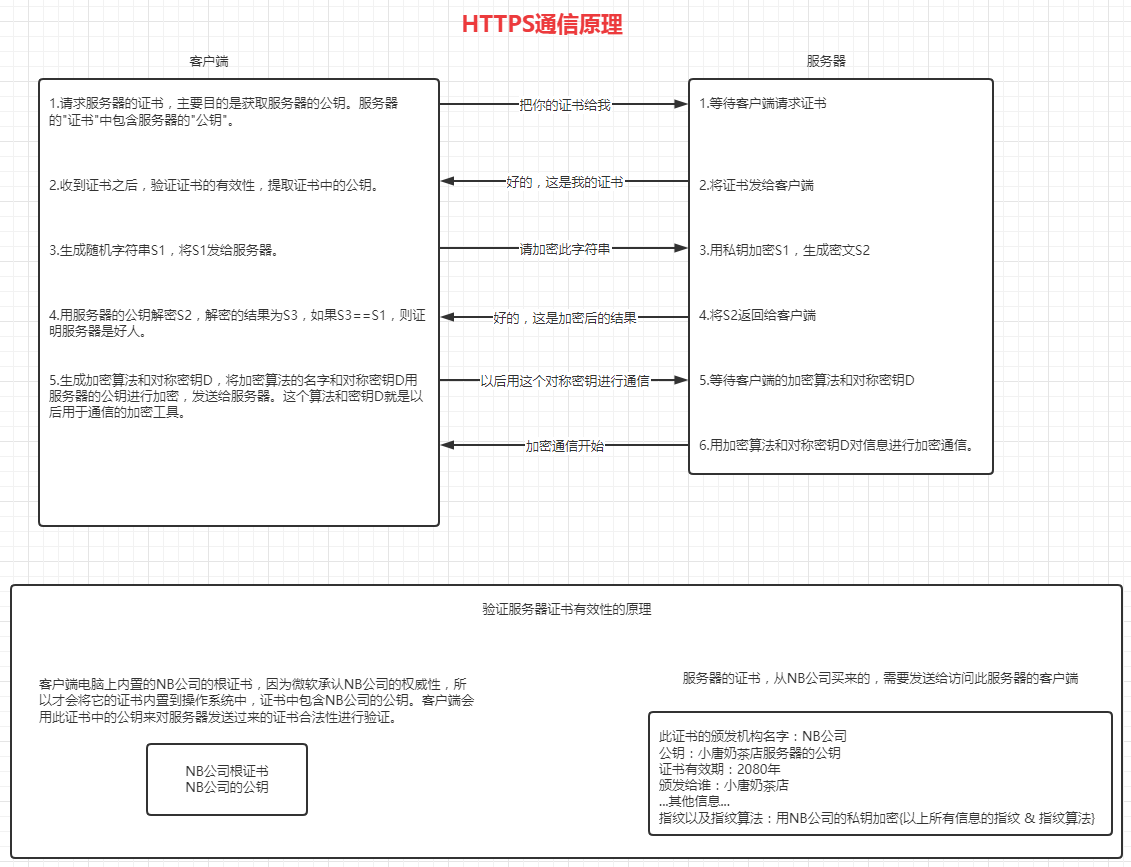 HTTPS通信原理
客户端
服务器
1.请求服务器的证书，主要目的是获取服务器的公钥。服务器
的"证书"中包含服务器的"公钥"。
把你的证书给我
1.等待客户端请求证书
2.收到证书之后，验证证书的有效性，提取证书中的公钥。
好的，这是我的证书
2.将证书发给客户端
3.生成随机字符串S1，将S1发给服务器。
请加密此字符串
3.用私钥加密S1，生成密文S2
4.用服务器的公钥解密S2，解密的结果为S3，如果S3==S1，则证
明服务器是好人。
好的，这是加密后的结果
4.将S2返回给客户端
5.生成加密算法和对称密钥D，将加密算法的名字和对称密钥D用
服务器的公钥进行加密，发送给服务器。这个算法和密钥D就是以
后用于通信的加密工具。
以后用这个对称密钥进行通信
5.等待客户端的加密算法和对称密钥D
加密通信开始
6.用加密算法和对称密钥D对信息进行加密通信。
验证服务器证书有效性的原理
客户端电脑上内置的NB公司的根证书，因为微软承认NB公司的权威性，所
以才会将它的证书内置到操作系统中，证书中包含NB公司的公钥。客户端会
用此证书中的公钥来对服务器发送过来的证书合法性进行验证。
NB公司根证书
NB公司的公钥
服务器的证书，从NB公司买来的，需要发送给访问此服务器的客户端
此证书的颁发机构名字：NB公司
公钥：小唐奶茶店服务器的公钥
证书有效期：2080年
颁发给谁：小唐奶茶店
...其他信息...
指纹以及指纹算法：用NB公司的私钥加密{以上所有信息的指纹 & 指纹算法}